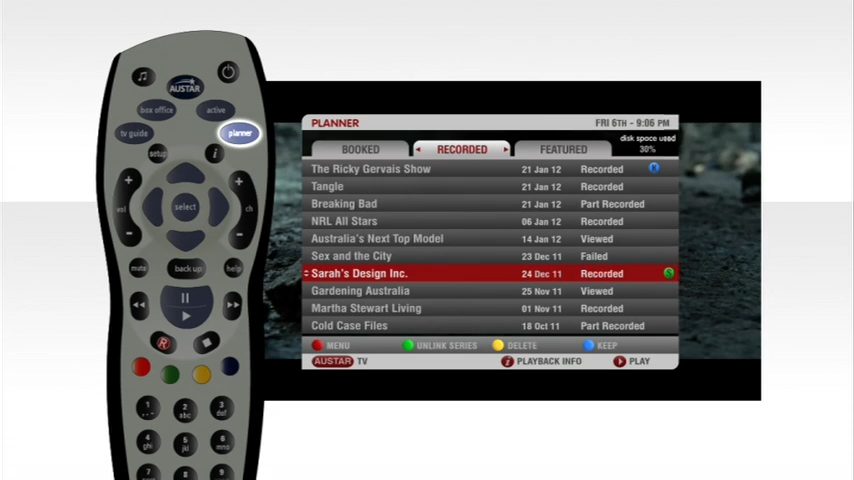 AUSTAR
box office
active
tv guide
planner
setup
i
+
+
vol
select
ch
-
-
mute
back up
help
R
1
2 abc
3 def
4 ghi
5 jkl
6 mno
7
8
9
PLANNER
FRI 6TH - 9:06 PM
BOOKED
RECORDED
FEATURED
disk space used
30%
The Ricky Gervais Show 21 Jan 12 Recorded K
Tangle 21 Jan 12 Recorded
Breaking Bad 21 Jan 12 Part Recorded
NRL All Stars 06 Jan 12 Recorded
Australia's Next Top Model 14 Jan 12 Viewed
Sex and the City 23 Dec 11 Failed
Sarah's Design Inc. 24 Dec 11 Recorded S
Gardening Australia 25 Nov 11 Viewed
Martha Stewart Living 01 Nov 11 Recorded
Cold Case Files 18 Oct 11 Part Recorded
MENU UNLINK SERIES DELETE KEEP
AUSTAR TV i PLAYBACK INFO PLAY